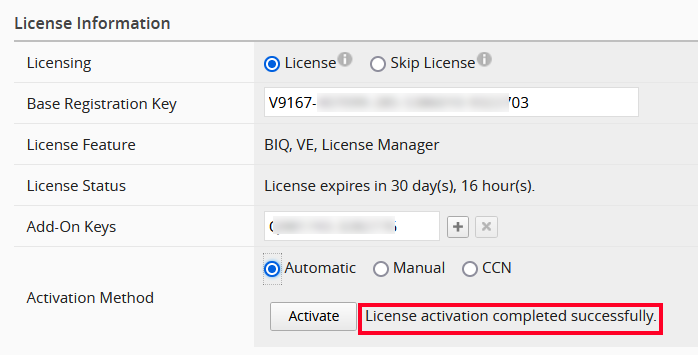 License Information
Licensing License Skip License
Base Registration Key V9167- 703
License Feature BIQ, VE, License Manager
License Status License expires in 30 day(s), 16 hour(s).
Add-On Keys
Automatic Manual CCN
Activation Method
Activate License activation completed successfully.